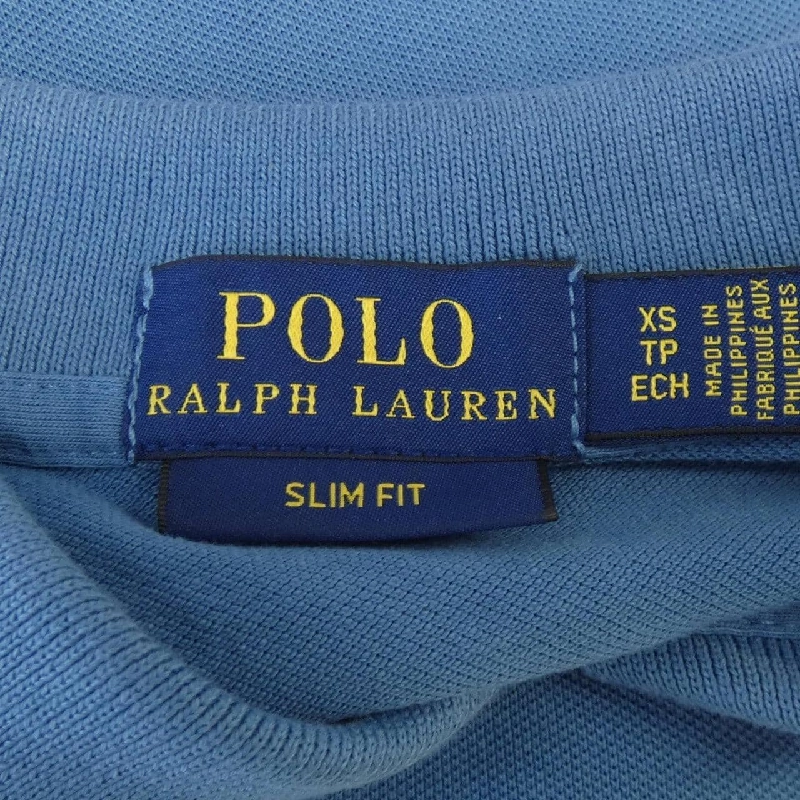 POLO
RALPH LAUREN
SLIM FIT
XS
TP
ECH
MADE IN
PHILIPPINES
FABRIQUÉ AUX
PHILIPPINES